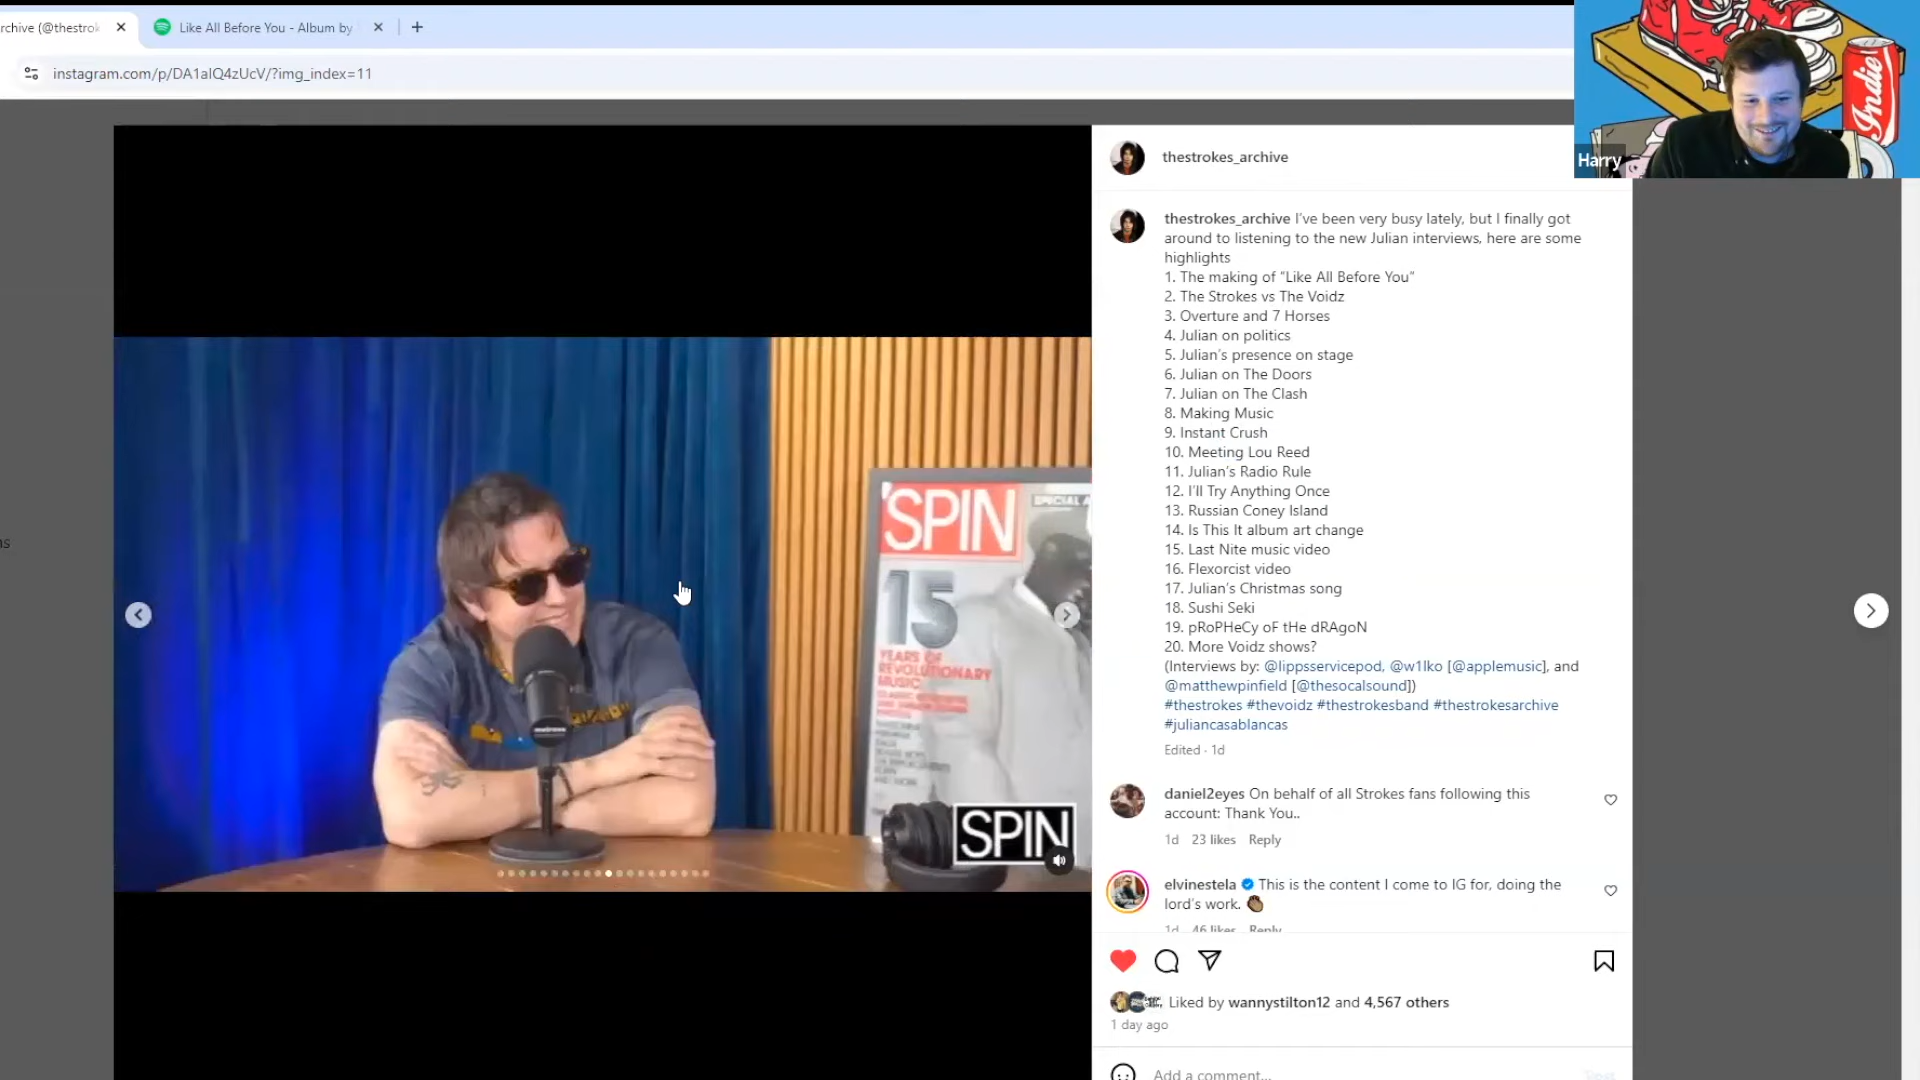 rchive (@thestrok
Like All Before You - Album by
instagram.com/p/DA1aIQ4zUcV/?img_index=11
Indie
Harry
thestrokes_archive
thestrokes_archive I've been very busy lately, but I finally got
around to listening to the new Julian interviews, here are some
highlights
1. The making of "Like All Before You"
2. The Strokes vs The Voidz
3. Overture and 7 Horses
4. Julian on politics
5. Julian's presence on stage
6. Julian on The Doors
7. Julian on The Clash
8. Making Music
9. Instant Crush
10. Meeting Lou Reed
11. Julian's Radio Rule
12. I'll Try Anything Once
13. Russian Coney Island
14. Is This It album art change
15. Last Nite music video
16. Flexorcist video
17. Julian's Christmas song
18. Sushi Seki
19. pRoPHeCy oF tHe dRAgoN
20. More Voidz shows?
(Interviews by: @lippsservicepod, @w1lko [@applemusic], and
@matthewpinfield [@thesocalsound])
#thestrokes #thevoidz #thestrokesband #thestrokesarchive
#juliancasablancas
Edited · 1d
daniel2eyes On behalf of all Strokes fans following this
account: Thank You..
1d 23 likes Reply
elvinestela This is the content I come to IG for, doing the
lord's work.
1d 46 likes Reply
Liked by wannystilton12 and 4,567 others
1 day ago
Add a comment...
Post
ns
SPIN
SPECIAL
15
YEARS OF
REVOLUTIONARY
MUSIC
SPIN